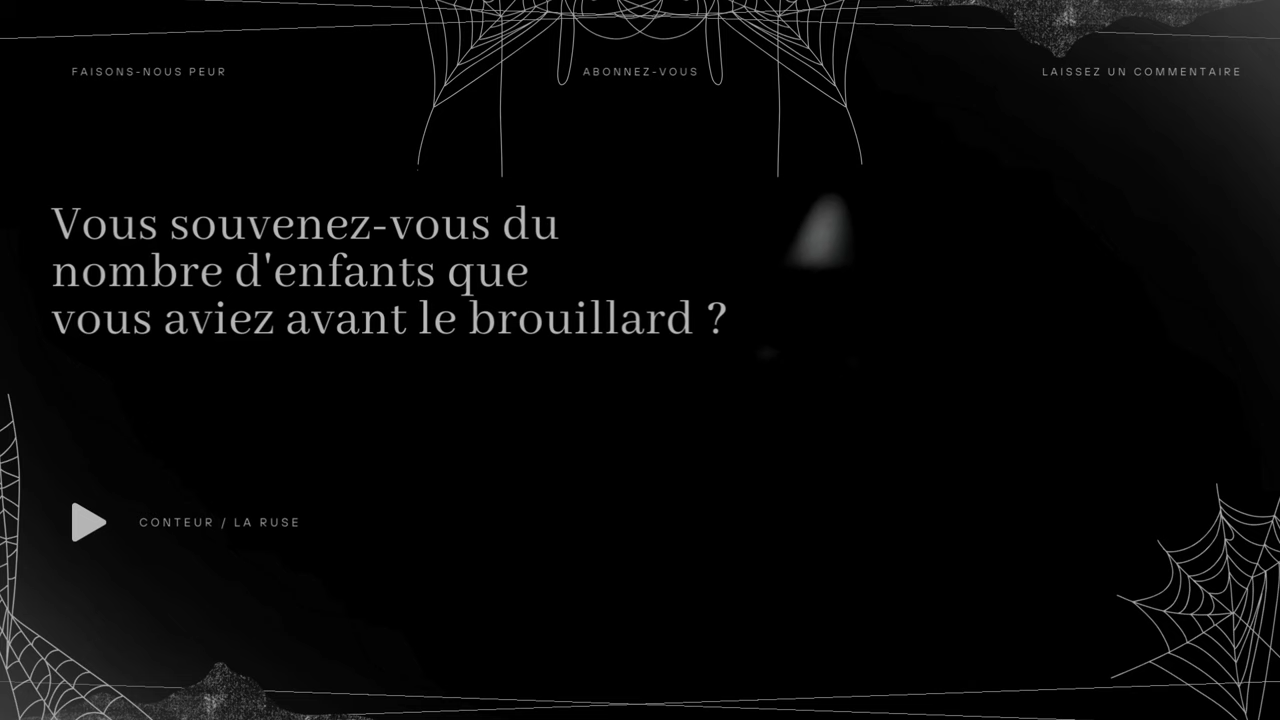 FAISONS-NOUS PEUR
ABONNEZ-VOUS
LAISSEZ UN COMMENTAIRE
Vous souvenez-vous du
nombre d'enfants que
vous aviez avant le brouillard ?
CONTEUR / LA RUSE